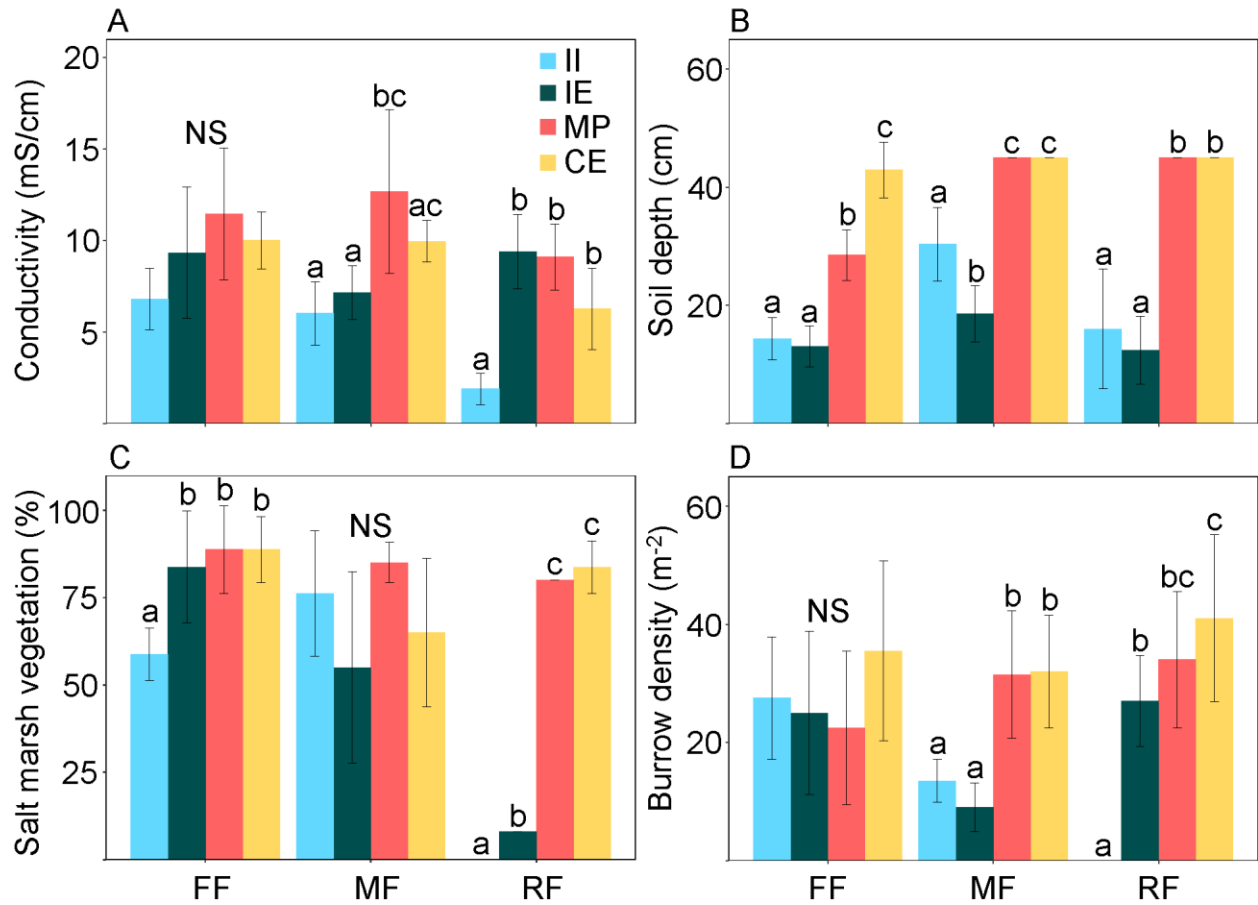 A
Conductivity (mS/cm)
20
15
10
5
II
IE
MP
CE
NS
a a bc ac
a b b b
B
Soil depth (cm)
60
40
20
a a b c
a b c c
a a b b
C
Salt marsh vegetation (%)
100
75
50
25
a b b b
NS
a b c c
FF MF RF
D
Burrow density (m⁻²)
60
40
20
NS
a a b b
a b bc c
FF MF RF